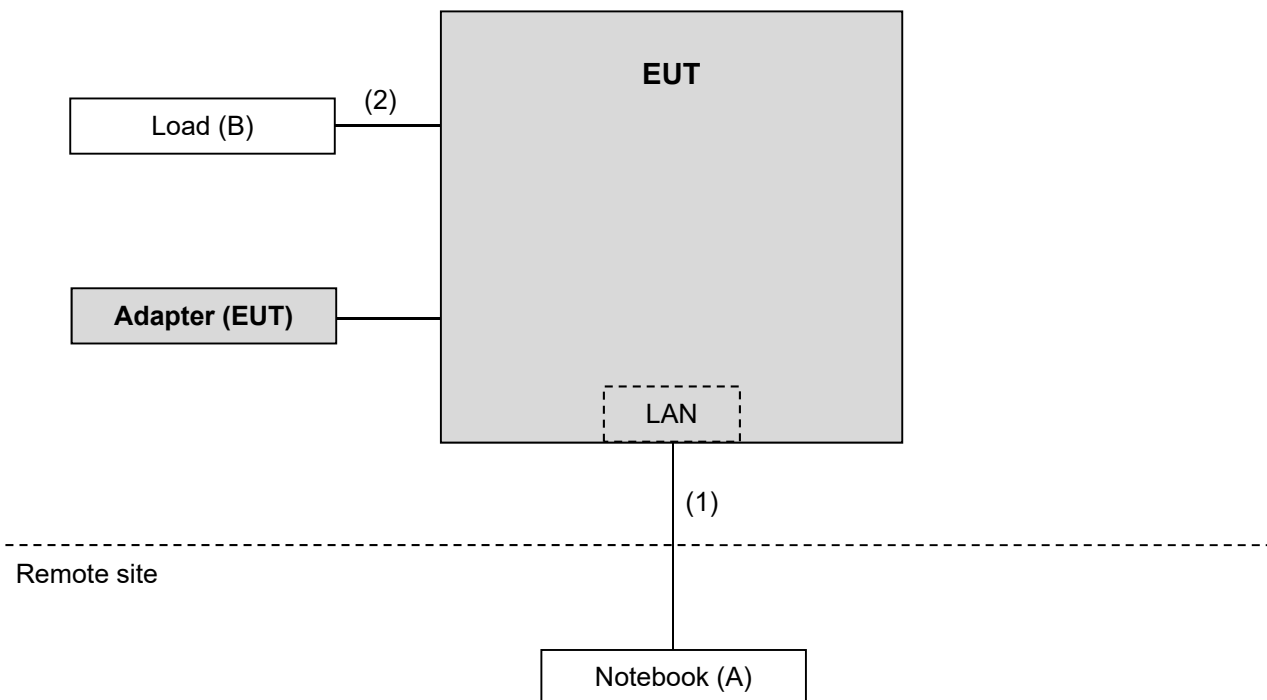 EUT
(2)
Load (B)
Adapter (EUT)
LAN
(1)
Remote site
Notebook (A)